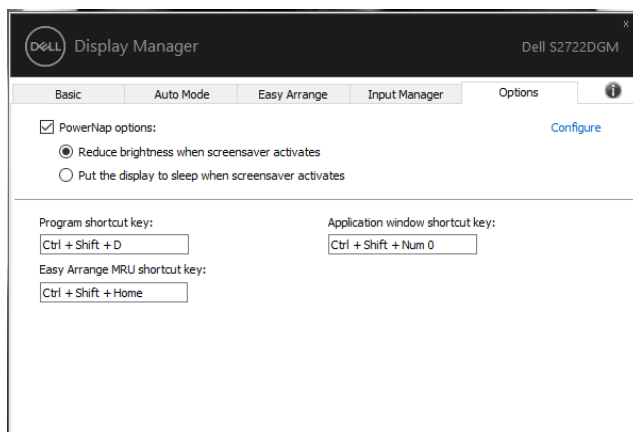 DELL Display Manager
Dell S2722DGM
x
Basic
Auto Mode
Easy Arrange
Input Manager
Options
i
PowerNap options:
Configure
Reduce brightness when screensaver activates
Put the display to sleep when screensaver activates
Program shortcut key:
Application window shortcut key:
Ctrl + Shift + D
Ctrl + Shift + Num 0
Easy Arrange MRU shortcut key:
Ctrl + Shift + Home